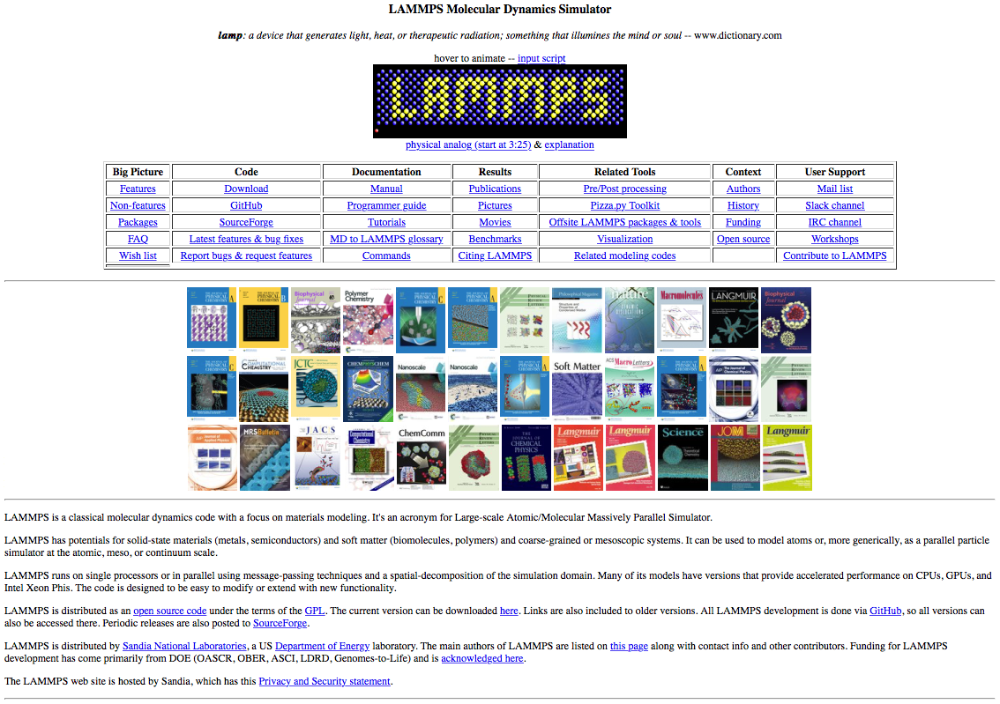 LAMMPS Molecular Dynamics Simulator
lamp: a device that generates light, heat, or therapeutic radiation; something that illumines the mind or soul -- www.dictionary.com
hover to animate -- input script
LAMMPS
physical analog (start at 3:25) & explanation
Big Picture Code Documentation Results Related Tools Context User Support
Features Download Manual Publications Pre/Post processing Authors Mail list
Non-features GitHub Programmer guide Pictures Pizza.py Toolkit History Slack channel
Packages SourceForge Tutorials Movies Offsite LAMMPS packages & tools Funding IRC channel
FAQ Latest features & bug fixes MD to LAMMPS glossary Benchmarks Visualization Open source Workshops
Wish list Report bugs & request features Commands Citing LAMMPS Related modeling codes Contribute to LAMMPS
Biophysical Journal Polymer Chemistry Philosophical Magazine nature Macromolecules LANGMUIR Biophysical Journal
COMPUTATIONAL CHEMISTRY JCTC CHEMPHYSCHEM Nanoscale Nanoscale Soft Matter ACS Macro Letters
MRS Bulletin JACS Computational Chemistry ChemComm THE JOURNAL OF CHEMICAL PHYSICS Langmuir Langmuir Science JOM Langmuir
LAMMPS is a classical molecular dynamics code with a focus on materials modeling. It's an acronym for Large-scale Atomic/Molecular Massively Parallel Simulator.
LAMMPS has potentials for solid-state materials (metals, semiconductors) and soft matter (biomolecules, polymers) and coarse-grained or mesoscopic systems. It can be used to model atoms or, more generically, as a parallel particle
simulator at the atomic, meso, or continuum scale.
LAMMPS runs on single processors or in parallel using message-passing techniques and a spatial-decomposition of the simulation domain. Many of its models have versions that provide accelerated performance on CPUs, GPUs, and
Intel Xeon Phis. The code is designed to be easy to modify or extend with new functionality.
LAMMPS is distributed as an open source code under the terms of the GPL. The current version can be downloaded here. Links are also included to older versions. All LAMMPS development is done via GitHub, so all versions can
also be accessed there. Periodic releases are also posted to SourceForge.
LAMMPS is distributed by Sandia National Laboratories, a US Department of Energy laboratory. The main authors of LAMMPS are listed on this page along with contact info and other contributors. Funding for LAMMPS
development has come primarily from DOE (OASCR, OBER, ASCI, LDRD, Genomes-to-Life) and is acknowledged here.
The LAMMPS web site is hosted by Sandia, which has this Privacy and Security statement.